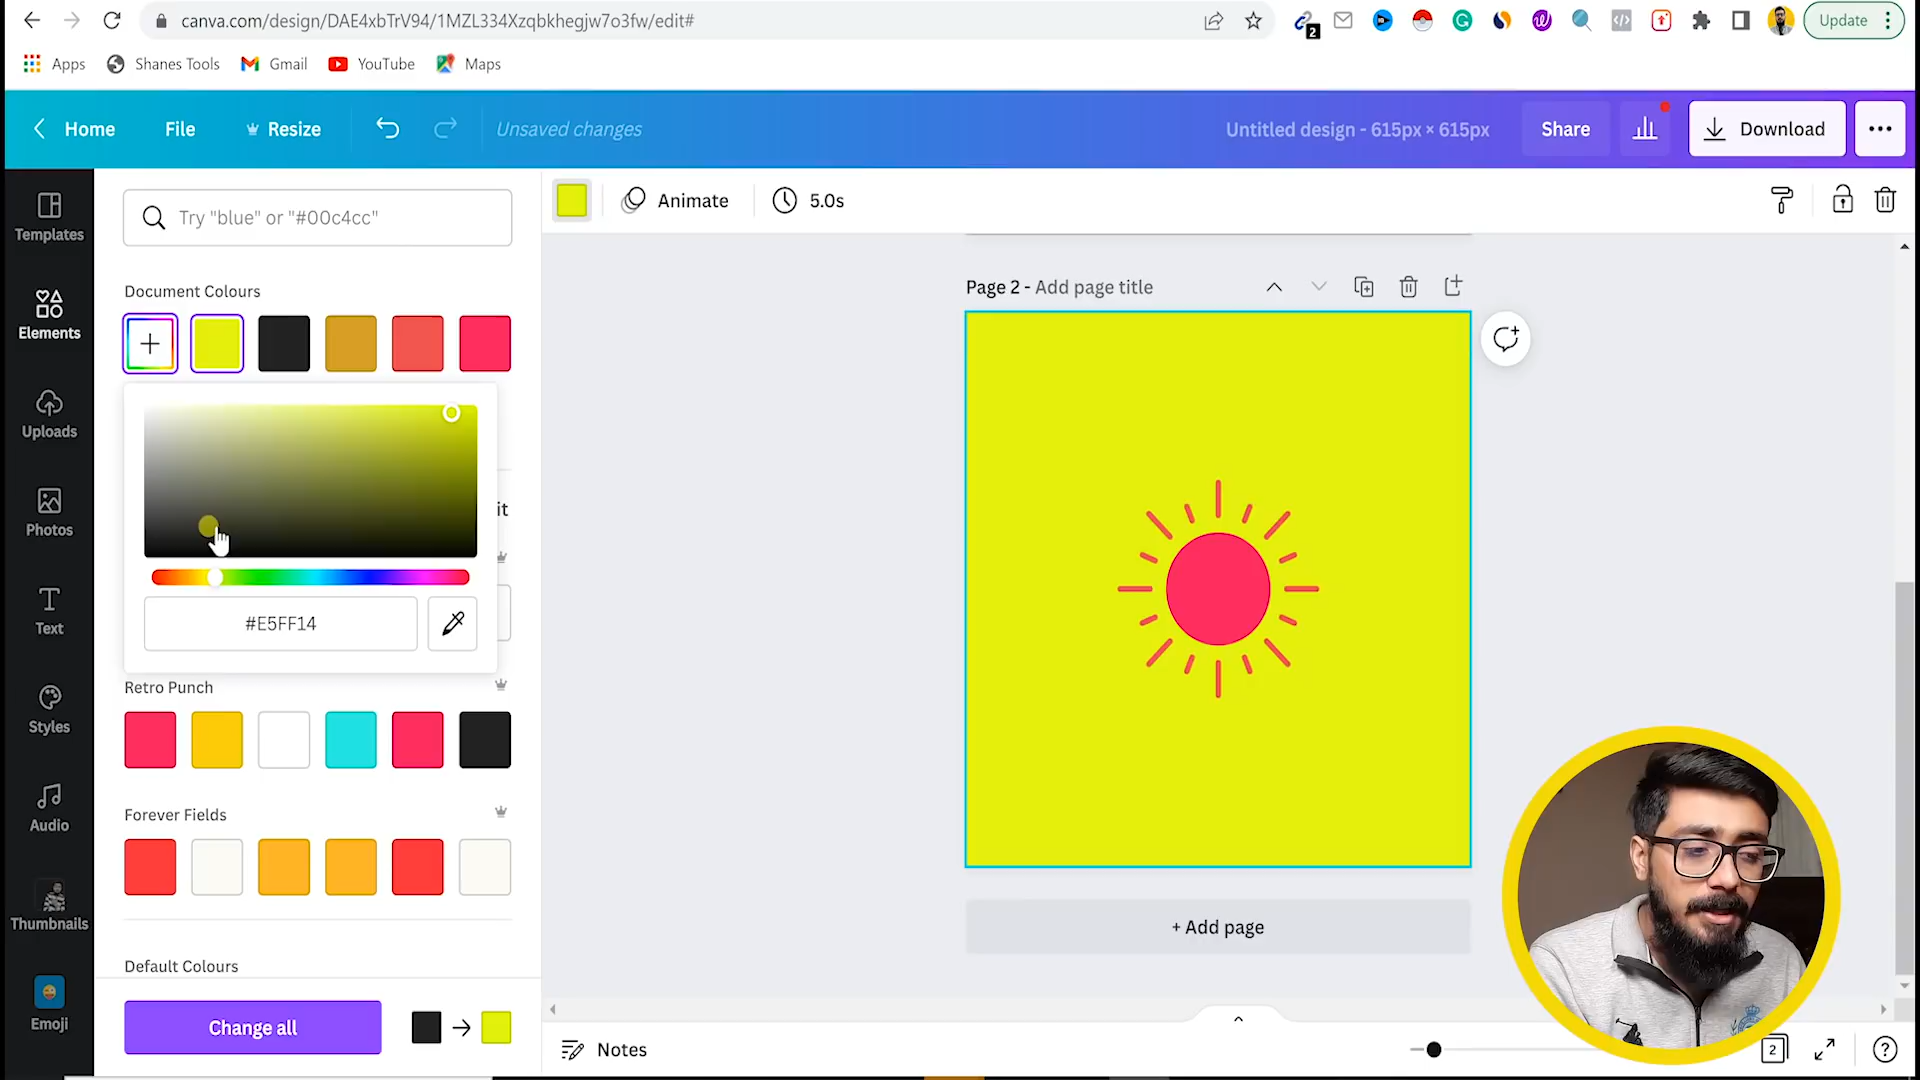 canva.com/design/DAE4xbTrV94/1MZL334Xzqbkhegjw7o3fw/edit#
2
Update
Apps
Shanes Tools
Gmail
YouTube
Maps
Home
File
Resize
Unsaved changes
Untitled design - 615px × 615px
Share
Download
Templates
Elements
Uploads
Photos
Text
Styles
Audio
Thumbnails
Emoji
Try "blue" or "#00c4cc"
Document Colours
it
#E5FF14
Retro Punch
Forever Fields
Default Colours
Change all
Animate
5.0s
Page 2 - Add page title
+ Add page
Notes
2